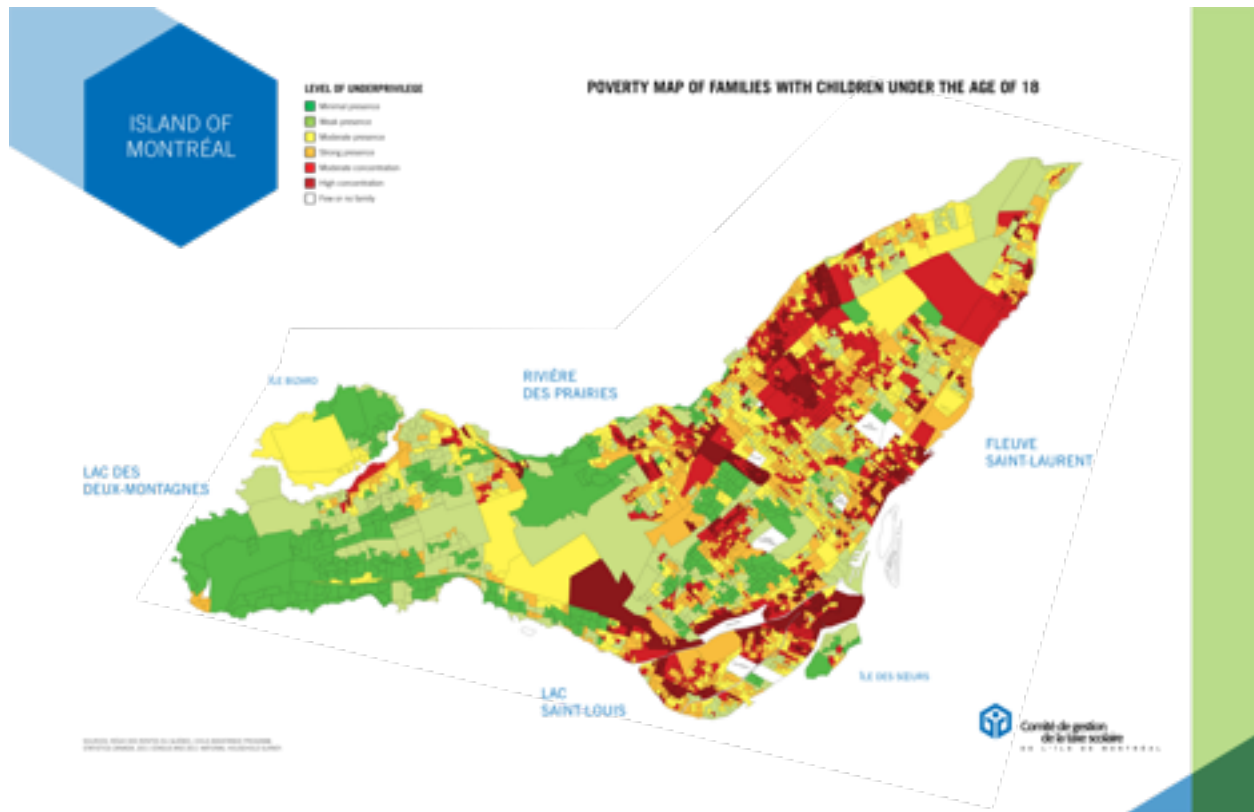 ISLAND OF
MONTRÉAL
LEVEL OF UNDERPRIVILEGE
Minimal presence
Weak presence
Moderate presence
Strong presence
Moderate concentration
High concentration
Few or no family
POVERTY MAP OF FAMILIES WITH CHILDREN UNDER THE AGE OF 18
ÎLE BIZARD
RIVIÈRE
DES PRAIRIES
LAC DES
DEUX-MONTAGNES
FLEUVE
SAINT-LAURENT
ÎLE DES SŒURS
LAC
SAINT-LOUIS
Comité de gestion
de la taxe scolaire
DE L'ÎLE DE MONTRÉAL